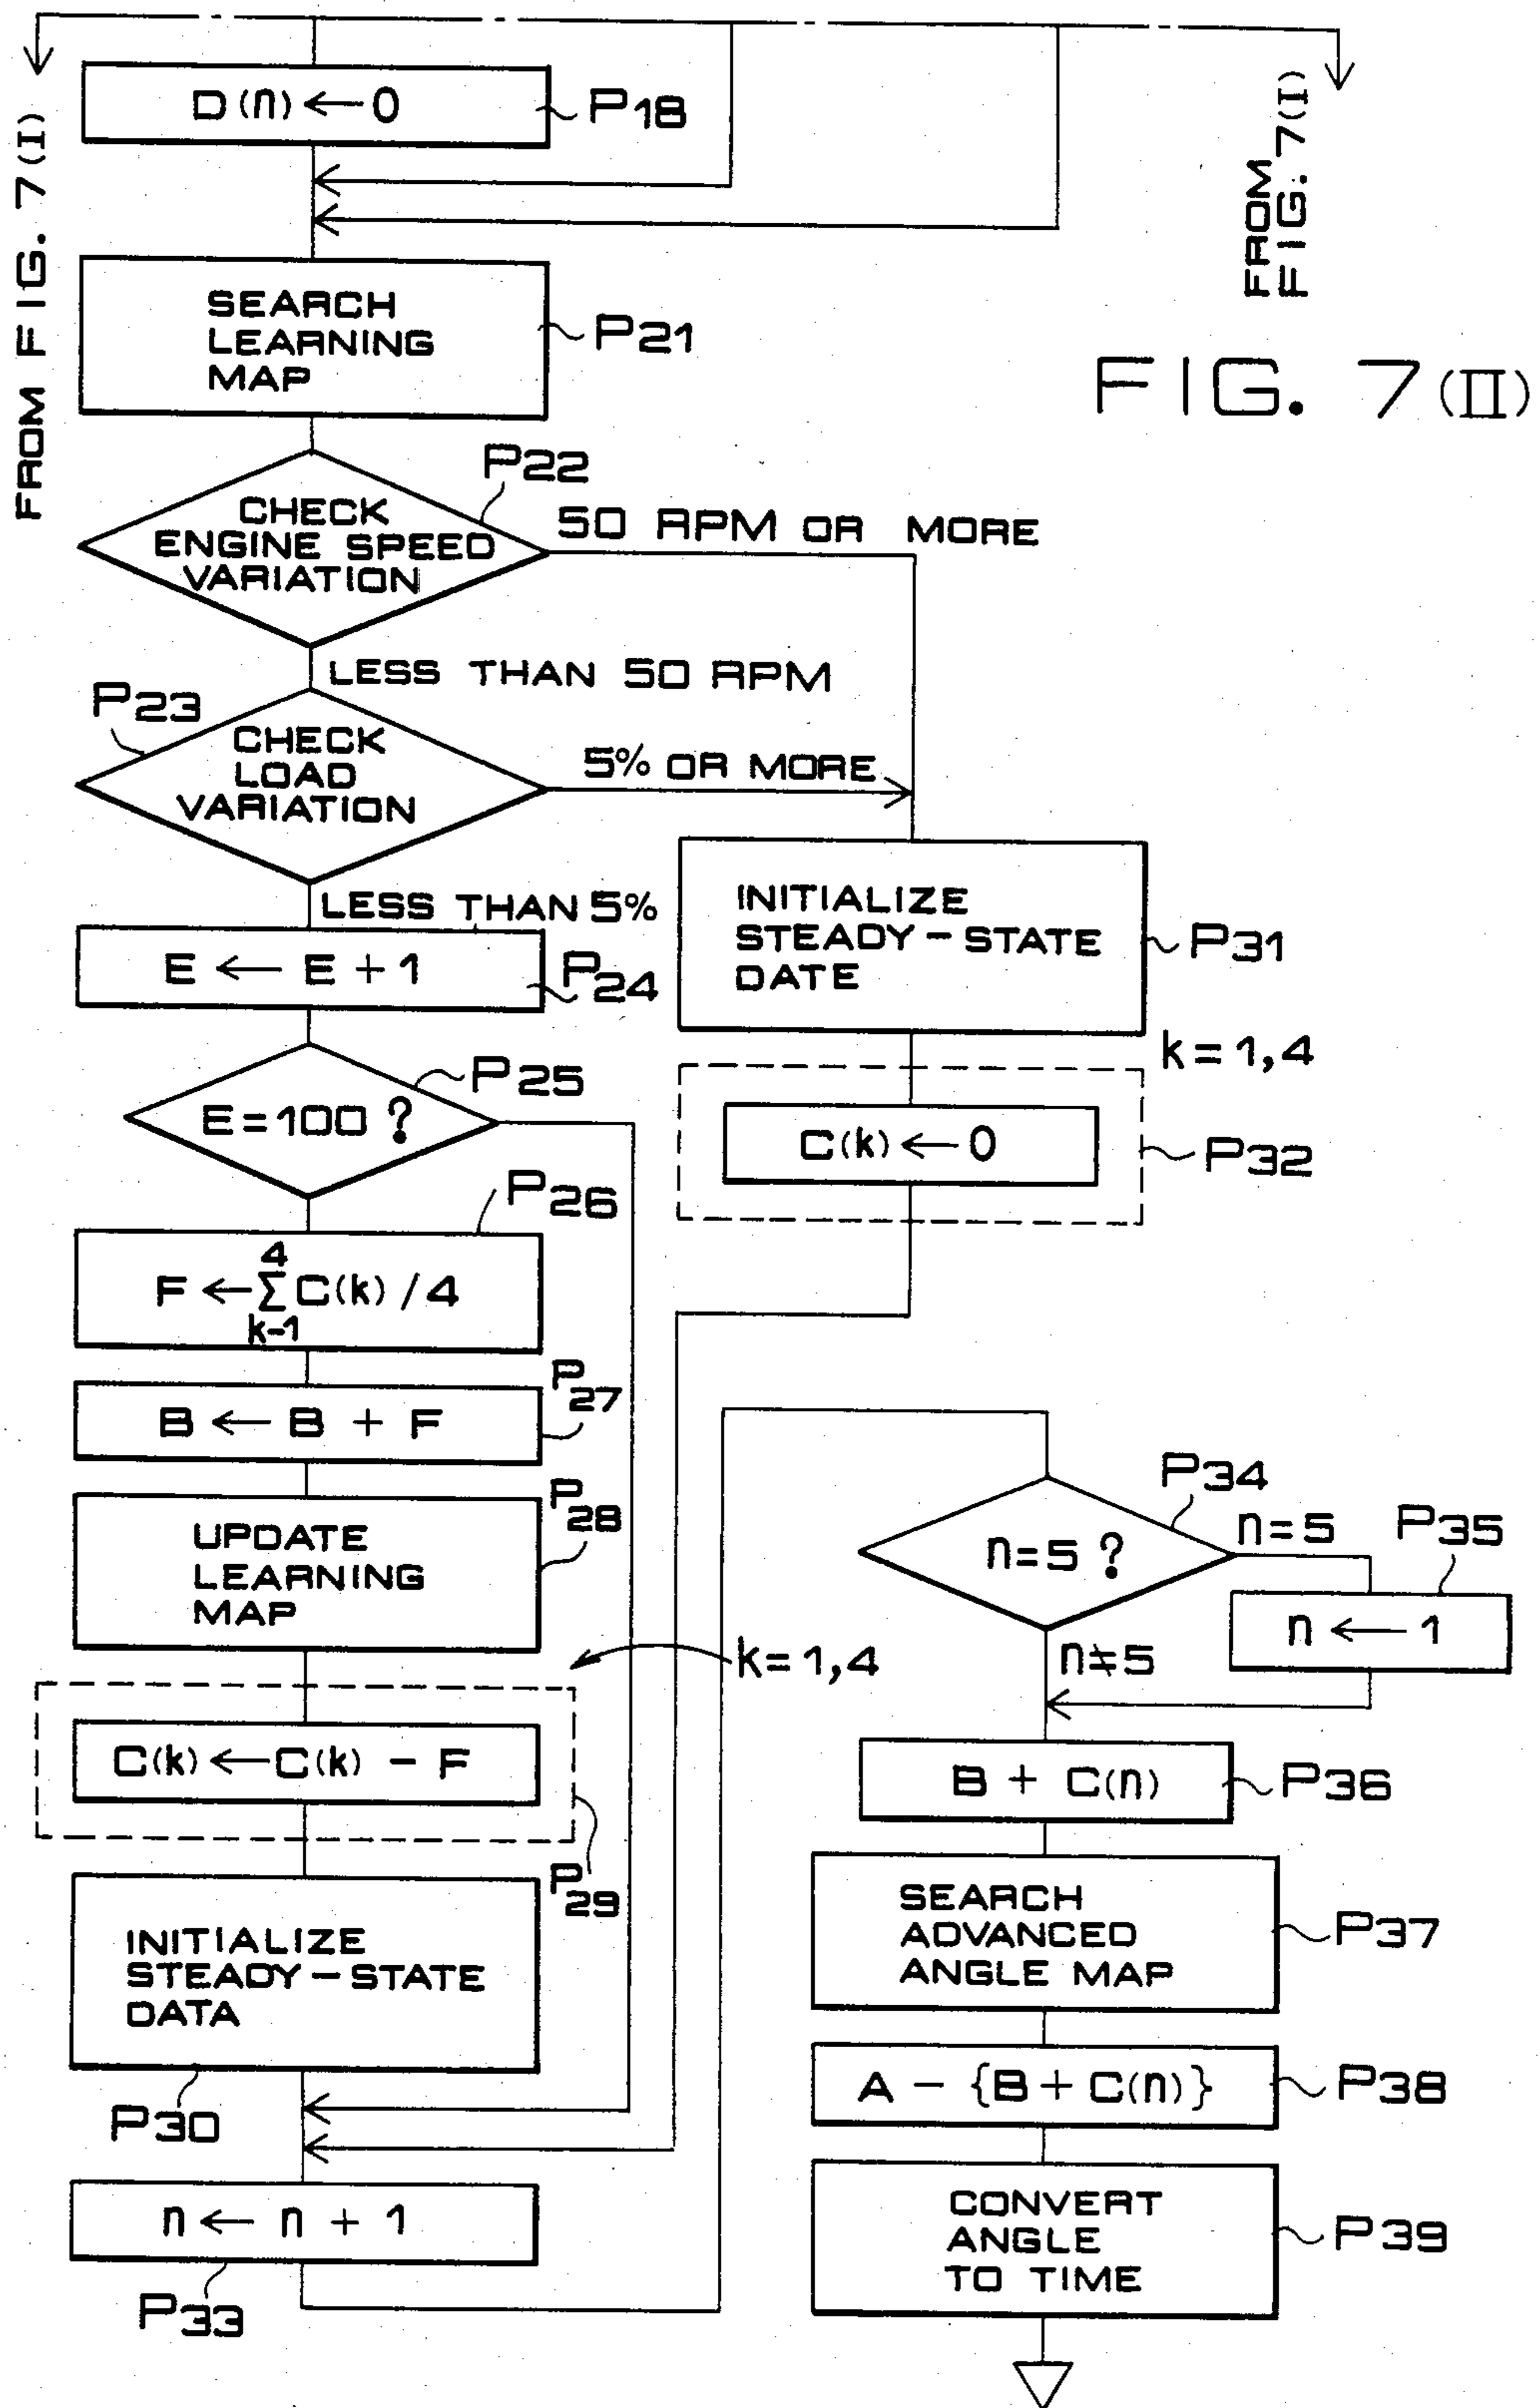 FROM FIG. 7(I)
D(n) ← 0
P18
FROM
FIG. 7(I)
SEARCH
LEARNING
MAP
P21
FIG. 7(II)
P22
CHECK
ENGINE SPEED
VARIATION
50 RPM OR MORE
LESS THAN 50 RPM
P23
CHECK
LOAD
VARIATION
5% OR MORE
LESS THAN 5%
E ← E + 1
P24
INITIALIZE
STEADY-STATE
DATE
P31
k=1,4
P25
E=100 ?
C(k) ← 0
P32
P26
4
F ← Σ C(k) / 4
k-1
P27
B ← B + F
P28
UPDATE
LEARNING
MAP
k=1,4
C(k) ← C(k) - F
P29
INITIALIZE
STEADY-STATE
DATA
P30
n ← n + 1
P33
P34
n=5 ?
n=5
P35
n ← 1
n≠5
B + C(n)
P36
SEARCH
ADVANCED
ANGLE MAP
P37
A - {B + C(n)}
P38
CONVERT
ANGLE
TO TIME
P39